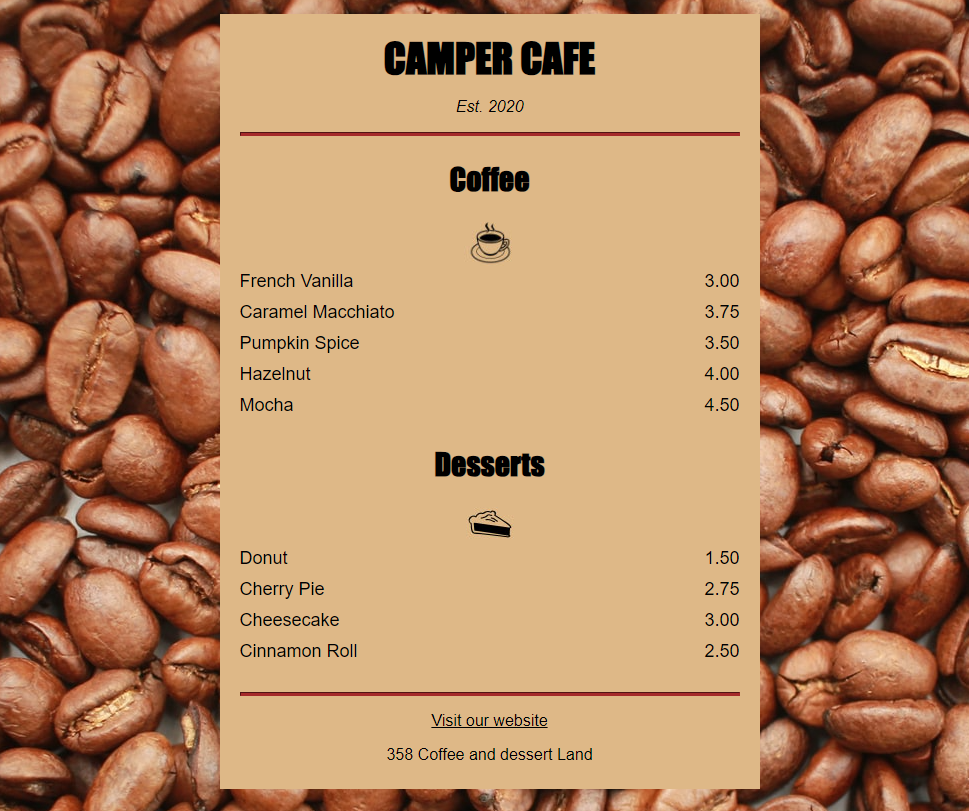 CAMPER CAFE
Est. 2020
Coffee
French Vanilla 3.00
Caramel Macchiato 3.75
Pumpkin Spice 3.50
Hazelnut 4.00
Mocha 4.50
Desserts
Donut 1.50
Cherry Pie 2.75
Cheesecake 3.00
Cinnamon Roll 2.50
Visit our website
358 Coffee and dessert Land